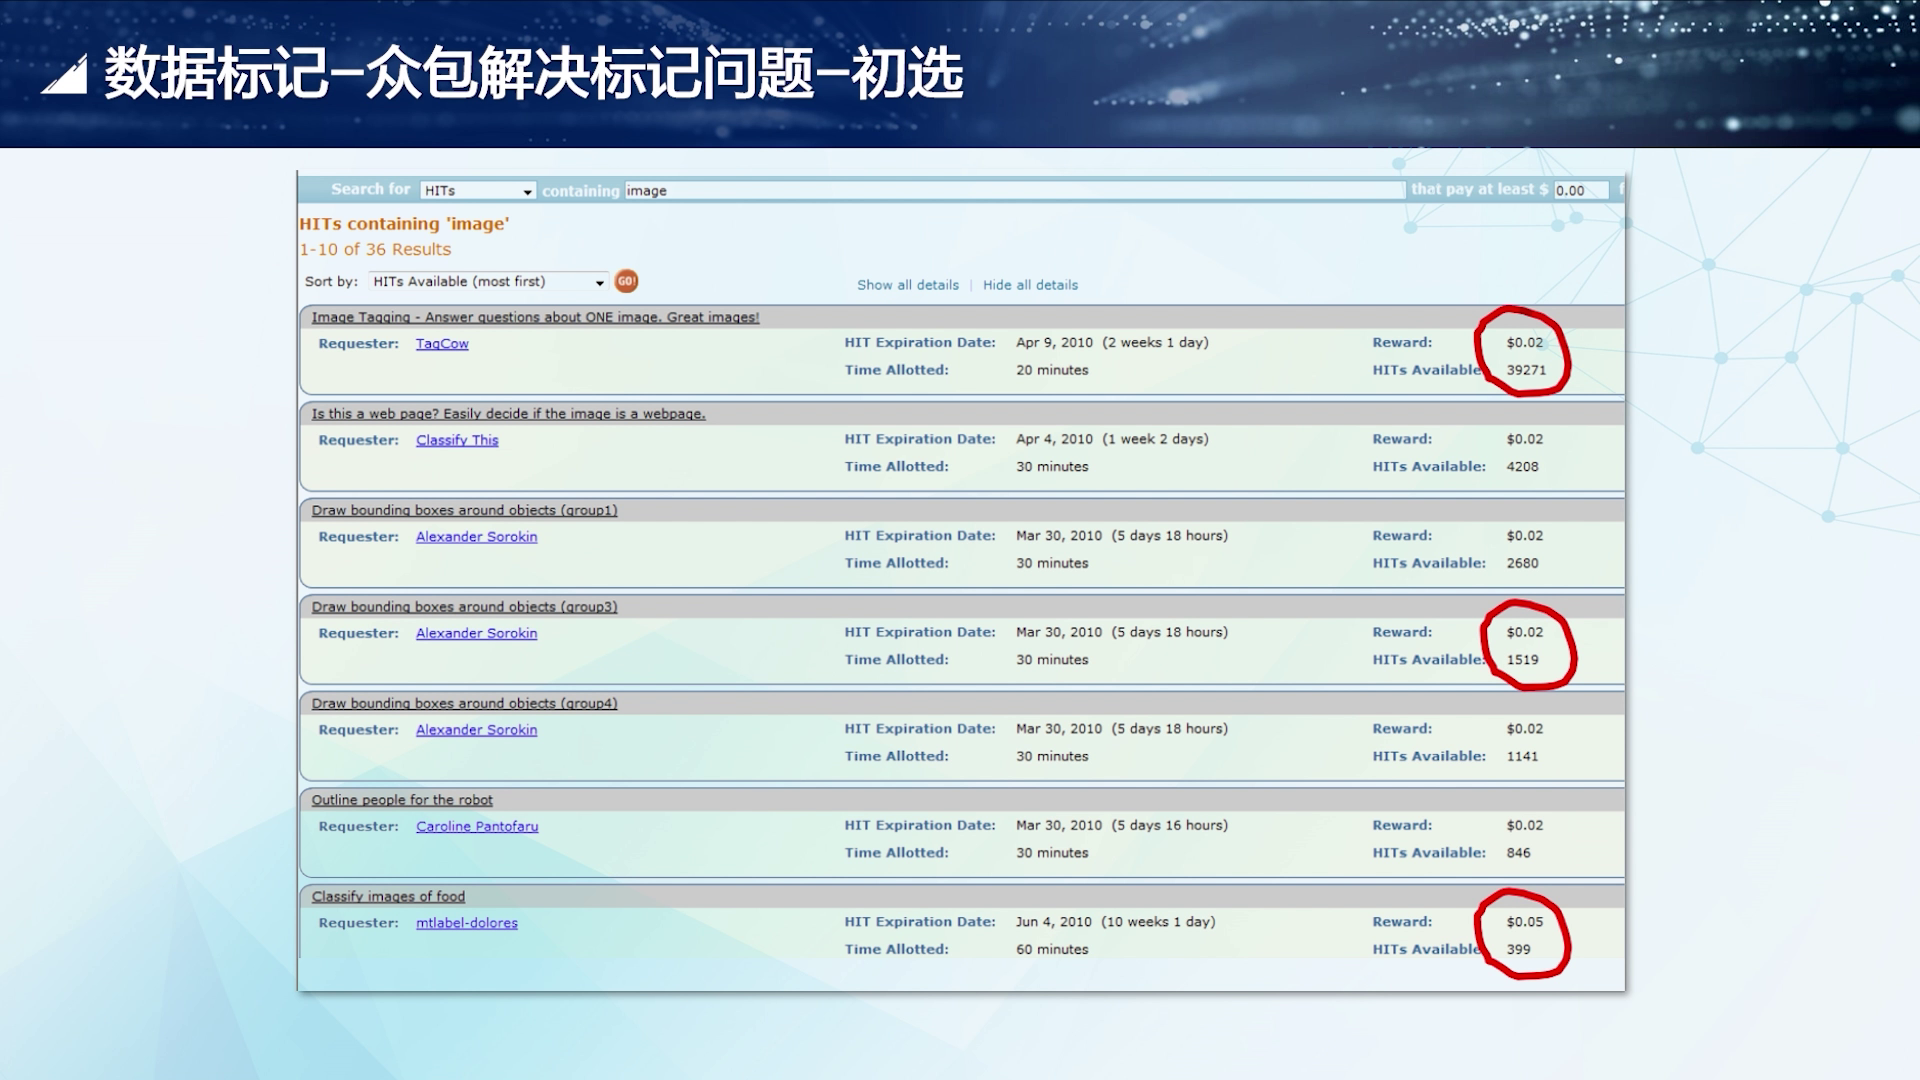 数据标记–众包解决标记问题–初选
Search for HITs containing image that pay at least $ 0.00
HITs containing 'image'
1-10 of 36 Results
Sort by: HITs Available (most first) GO! Show all details | Hide all details
Image Tagging - Answer questions about ONE image. Great images!
Requester: TagCow HIT Expiration Date: Apr 9, 2010 (2 weeks 1 day) Reward: $0.02
Time Allotted: 20 minutes HITs Available: 39271
Is this a web page? Easily decide if the image is a webpage.
Requester: Classify This HIT Expiration Date: Apr 4, 2010 (1 week 2 days) Reward: $0.02
Time Allotted: 30 minutes HITs Available: 4208
Draw bounding boxes around objects (group1)
Requester: Alexander Sorokin HIT Expiration Date: Mar 30, 2010 (5 days 18 hours) Reward: $0.02
Time Allotted: 30 minutes HITs Available: 2680
Draw bounding boxes around objects (group3)
Requester: Alexander Sorokin HIT Expiration Date: Mar 30, 2010 (5 days 18 hours) Reward: $0.02
Time Allotted: 30 minutes HITs Available: 1519
Draw bounding boxes around objects (group4)
Requester: Alexander Sorokin HIT Expiration Date: Mar 30, 2010 (5 days 18 hours) Reward: $0.02
Time Allotted: 30 minutes HITs Available: 1141
Outline people for the robot
Requester: Caroline Pantofaru HIT Expiration Date: Mar 30, 2010 (5 days 16 hours) Reward: $0.02
Time Allotted: 30 minutes HITs Available: 846
Classify images of food
Requester: mtlabel-dolores HIT Expiration Date: Jun 4, 2010 (10 weeks 1 day) Reward: $0.05
Time Allotted: 60 minutes HITs Available 399